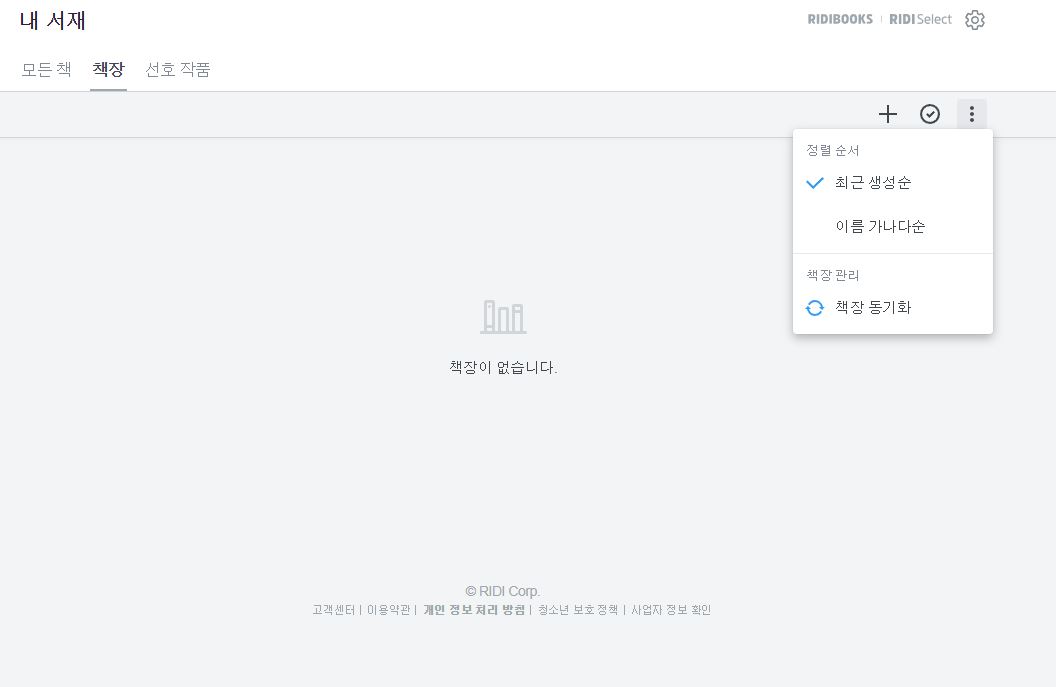 내 서재
RIDIBOOKS | RIDI Select
모든 책 책장 선호 작품
정렬 순서
최근 생성순
이름 가나다순
책장 관리
책장 동기화
책장이 없습니다.
© RIDI Corp.
고객센터 | 이용약관 | 개인 정보 처리 방침 | 청소년 보호 정책 | 사업자 정보 확인